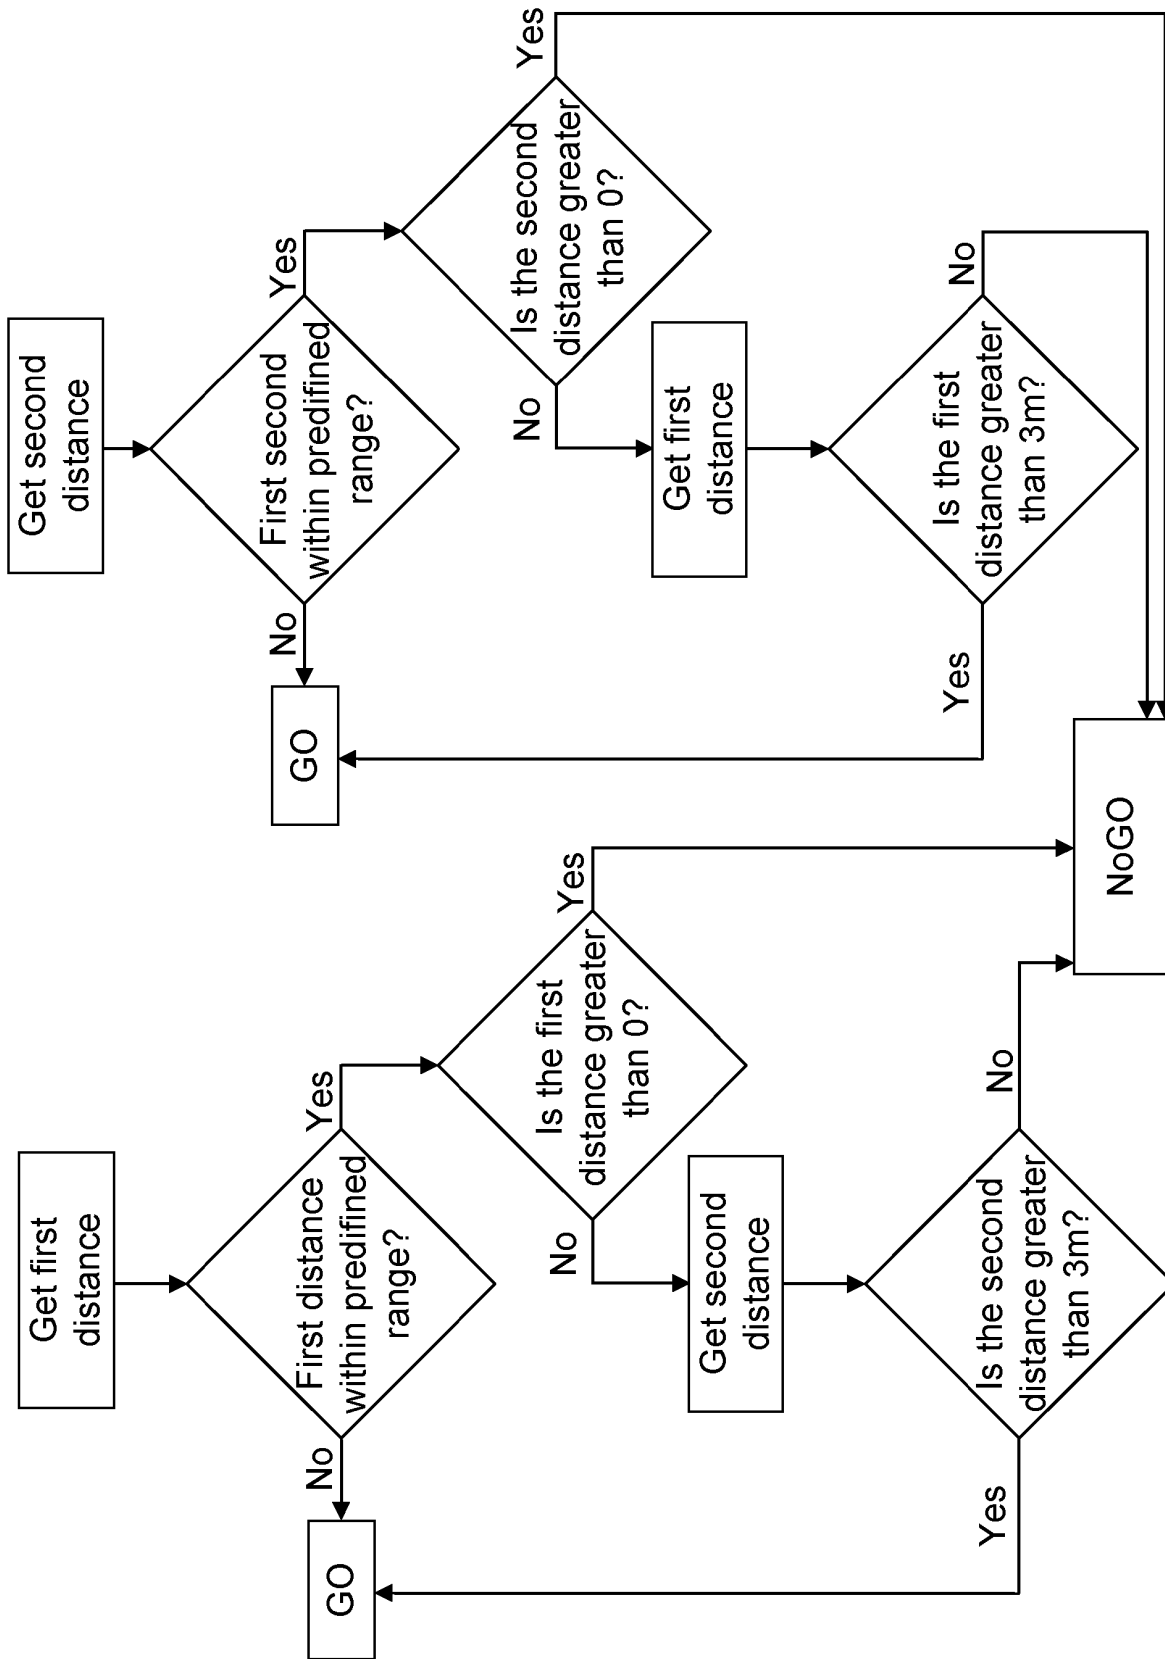 Get first
distance
First distance
within predifined
range?
No
Yes
GO
Is the first
distance greater
than 0?
No
Yes
Get second
distance
Is the second
distance greater
than 3m?
Yes
No
NoGO
Get second
distance
First second
within predifined
range?
No
Yes
GO
Is the second
distance greater
than 0?
No
Yes
Get first
distance
Is the first
distance greater
than 3m?
Yes
No